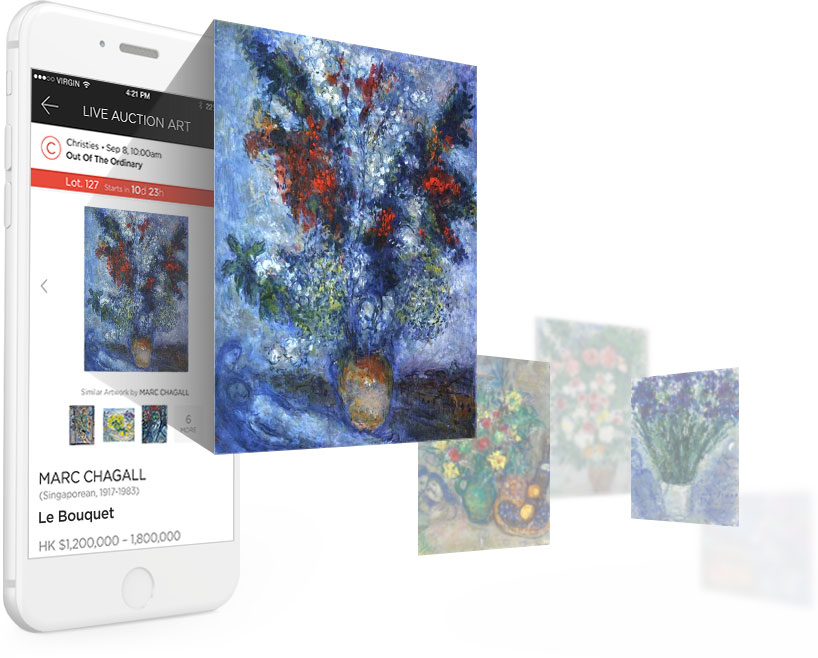 ●●●○○ VIRGIN 4:21 PM 22
LIVE AUCTION ART
C Christies • Sep 8, 10:00am
Out Of The Ordinary
Lot. 127 Starts in 10d 23h
Similar Artwork by MARC CHAGALL
6
MORE
MARC CHAGALL
(Singaporean, 1917-1983)
Le Bouquet
HK $1,200,000 – 1,800,000